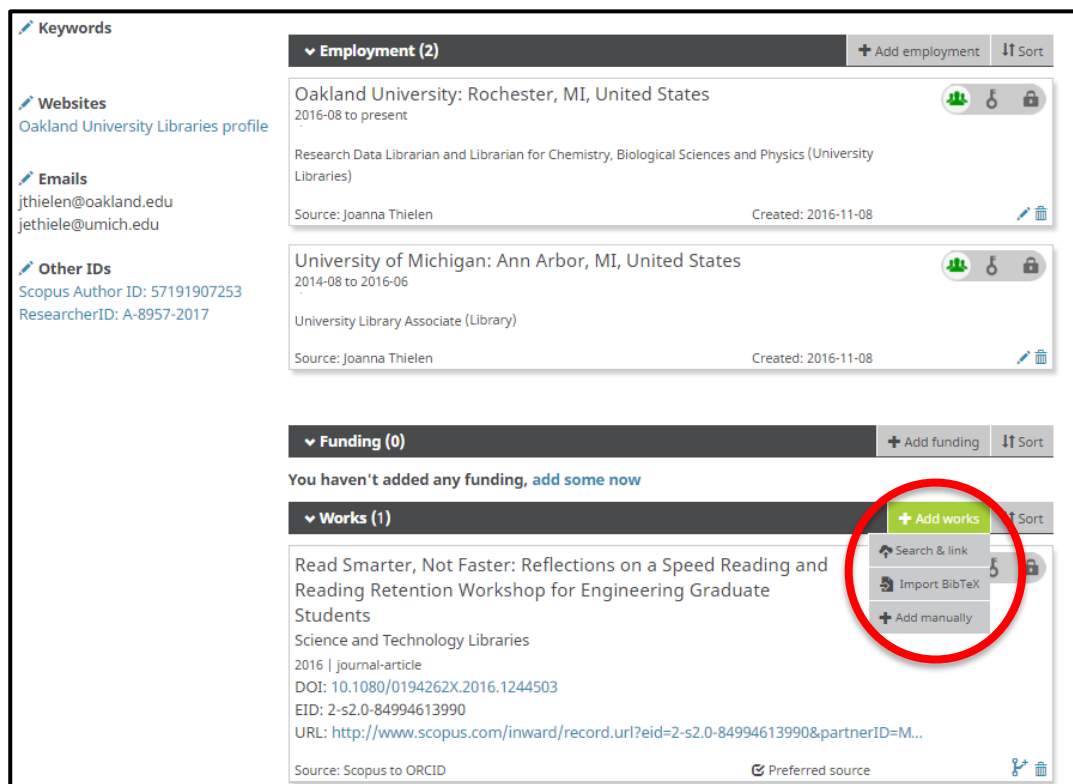 Keywords
Websites
Oakland University Libraries profile
Emails
jthielen@oakland.edu
jethiele@umich.edu
Other IDs
Scopus Author ID: 57191907253
ResearcherID: A-8957-2017
Employment (2)
Add employment
Sort
Oakland University: Rochester, MI, United States
2016-08 to present
Research Data Librarian and Librarian for Chemistry, Biological Sciences and Physics (University
Libraries)
Source: Joanna Thielen
Created: 2016-11-08
University of Michigan: Ann Arbor, MI, United States
2014-08 to 2016-06
University Library Associate (Library)
Source: Joanna Thielen
Created: 2016-11-08
Funding (0)
Add funding
Sort
You haven't added any funding, add some now
Works (1)
Add works
Sort
Search & link
Import BibTeX
Add manually
Read Smarter, Not Faster: Reflections on a Speed Reading and
Reading Retention Workshop for Engineering Graduate
Students
Science and Technology Libraries
2016 | journal-article
DOI: 10.1080/0194262X.2016.1244503
EID: 2-s2.0-84994613990
URL: http://www.scopus.com/inward/record.url?eid=2-s2.0-84994613990&partnerID=M...
Source: Scopus to ORCID
Preferred source